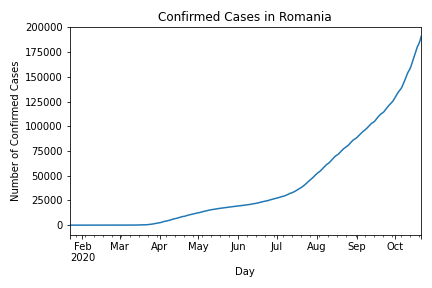 Confirmed Cases in Romania
200000
175000
150000
125000
100000
75000
50000
25000
0
Number of Confirmed Cases
Feb Mar Apr May Jun Jul Aug Sep Oct
2020
Day